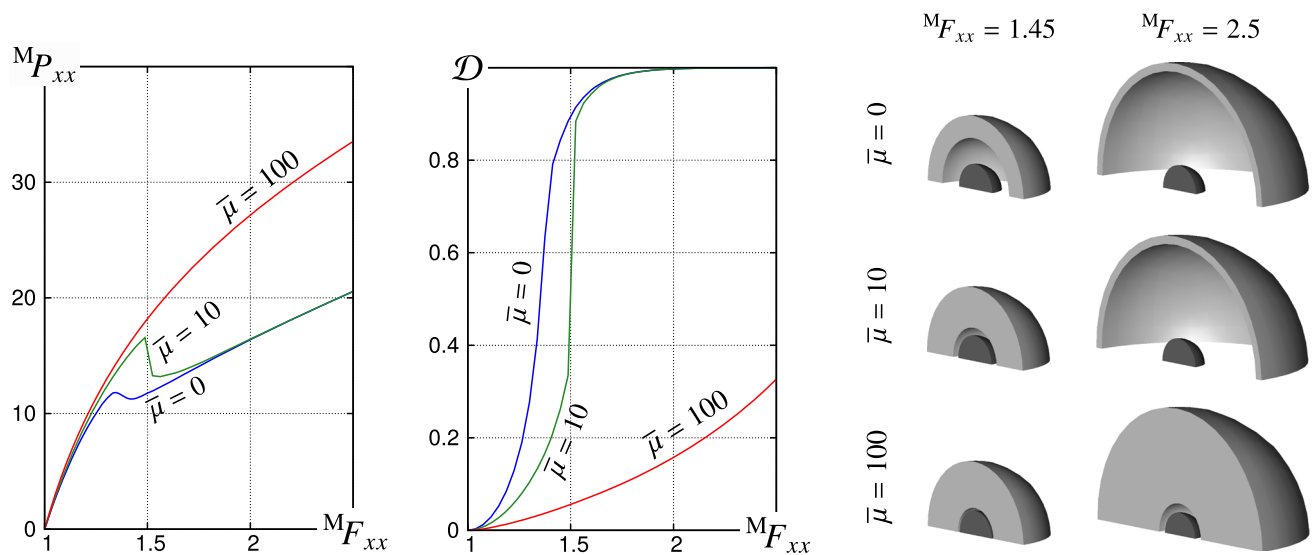 ᴹP_xx
30
20
10
0
1
1.5
2
ᴹF_xx
μ̄ = 100
μ̄ = 10
μ̄ = 0
𝒟
0.8
0.6
0.4
0.2
0
1
1.5
2
ᴹF_xx
μ̄ = 0
μ̄ = 10
μ̄ = 100
ᴹF_xx = 1.45
ᴹF_xx = 2.5
μ̄ = 0
μ̄ = 10
μ̄ = 100